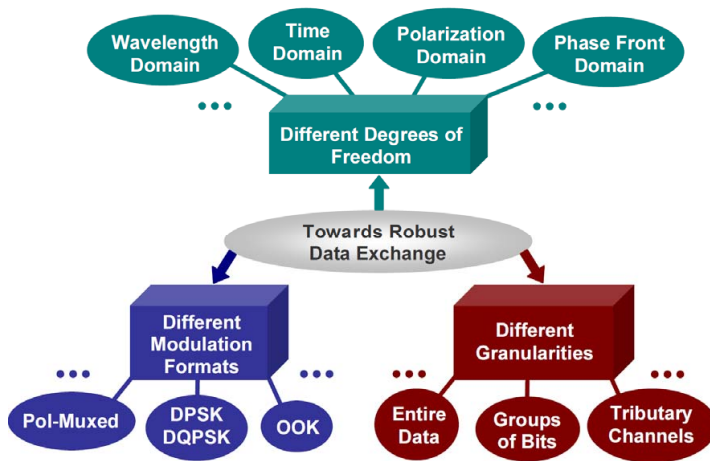 Wavelength
Domain
Time
Domain
Polarization
Domain
Phase Front
Domain
•••
•••
Different Degrees of
Freedom
Towards Robust
Data Exchange
Different
Modulation
Formats
Different
Granularities
•••
•••
•••
•••
Pol-Muxed
DPSK
DQPSK
OOK
Entire
Data
Groups
of Bits
Tributary
Channels